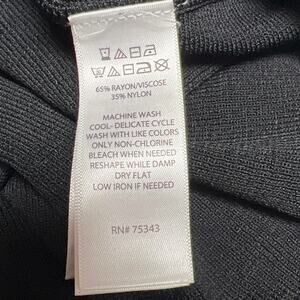 65% RAYON/VISCOSE
35% NYLON
MACHINE WASH
COOL- DELICATE CYCLE
WASH WITH LIKE COLORS
ONLY NON-CHLORINE
BLEACH WHEN NEEDED
RESHAPE WHILE DAMP
DRY FLAT
LOW IRON IF NEEDED
RN# 75343